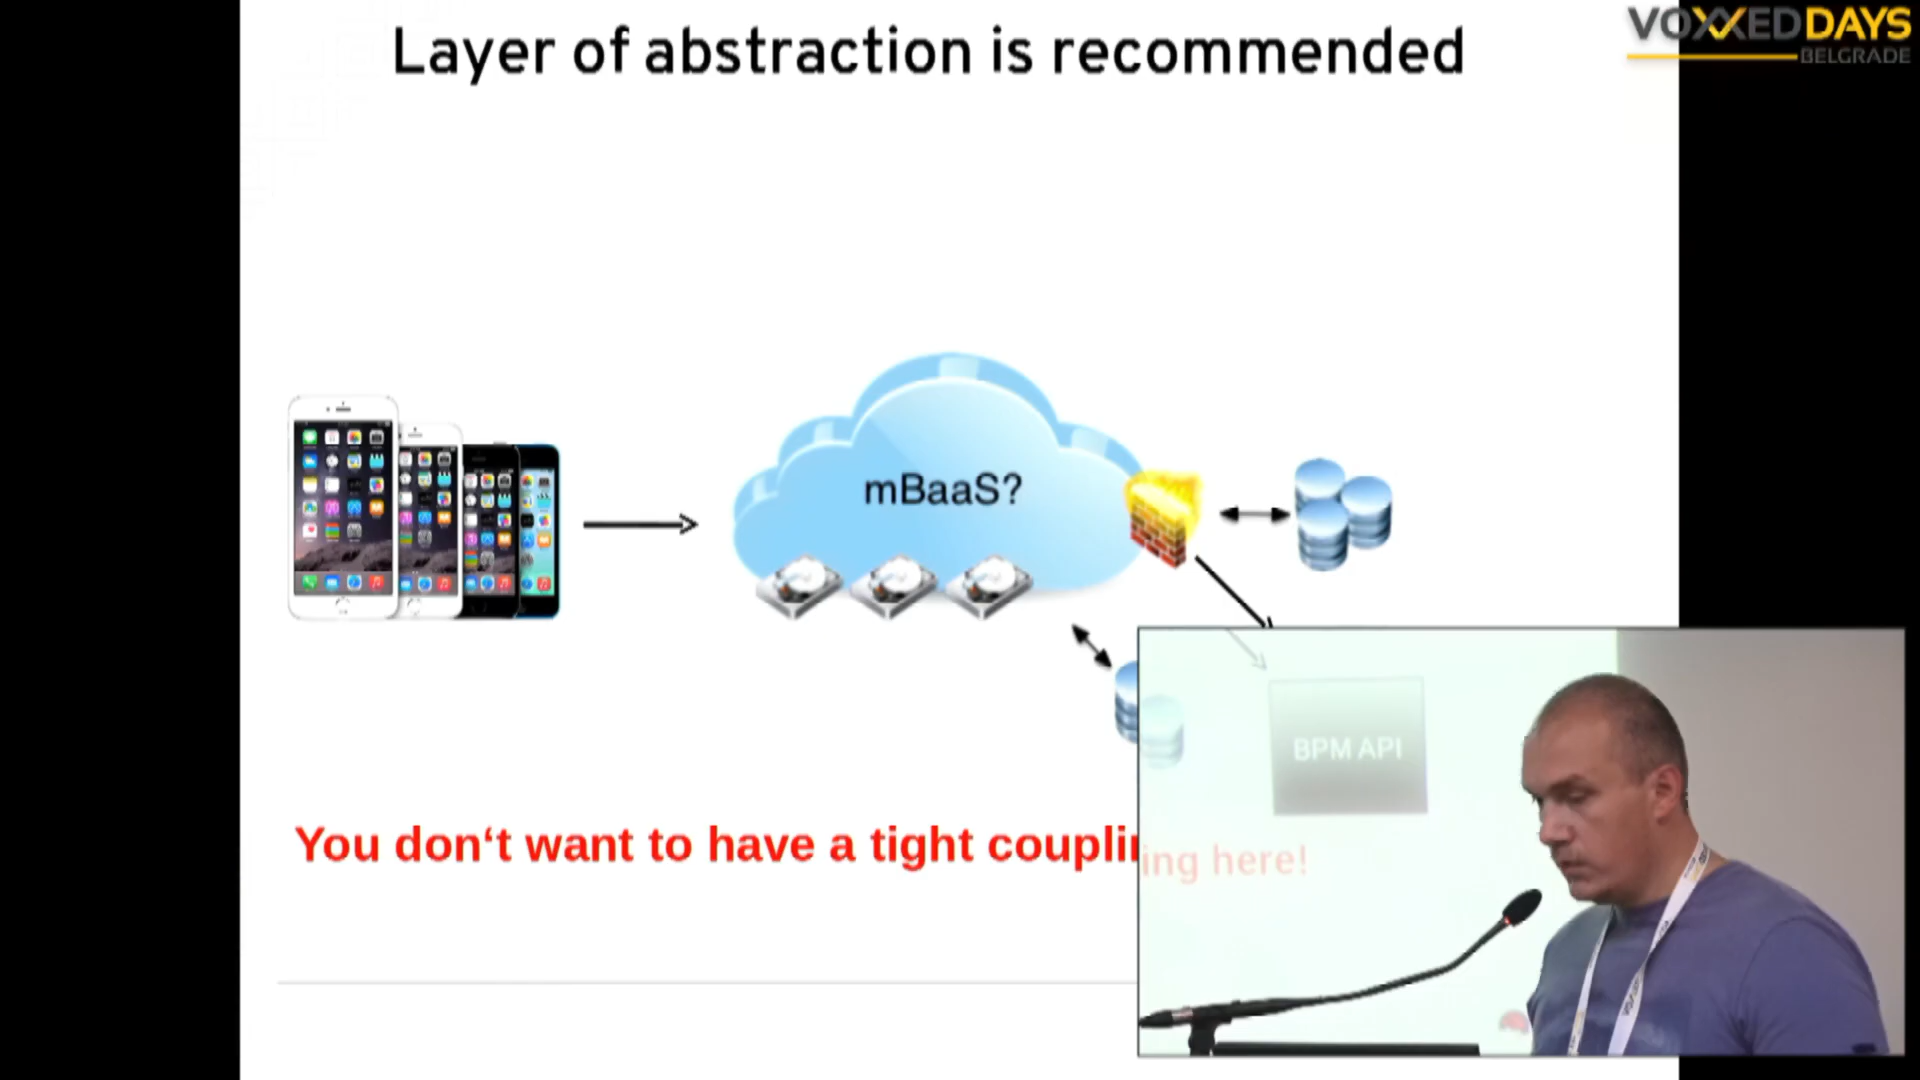 Layer of abstraction is recommended
VOXXED DAYS
BELGRADE
mBaaS?
BPM API
You don‘t want to have a tight coupli
ing here!